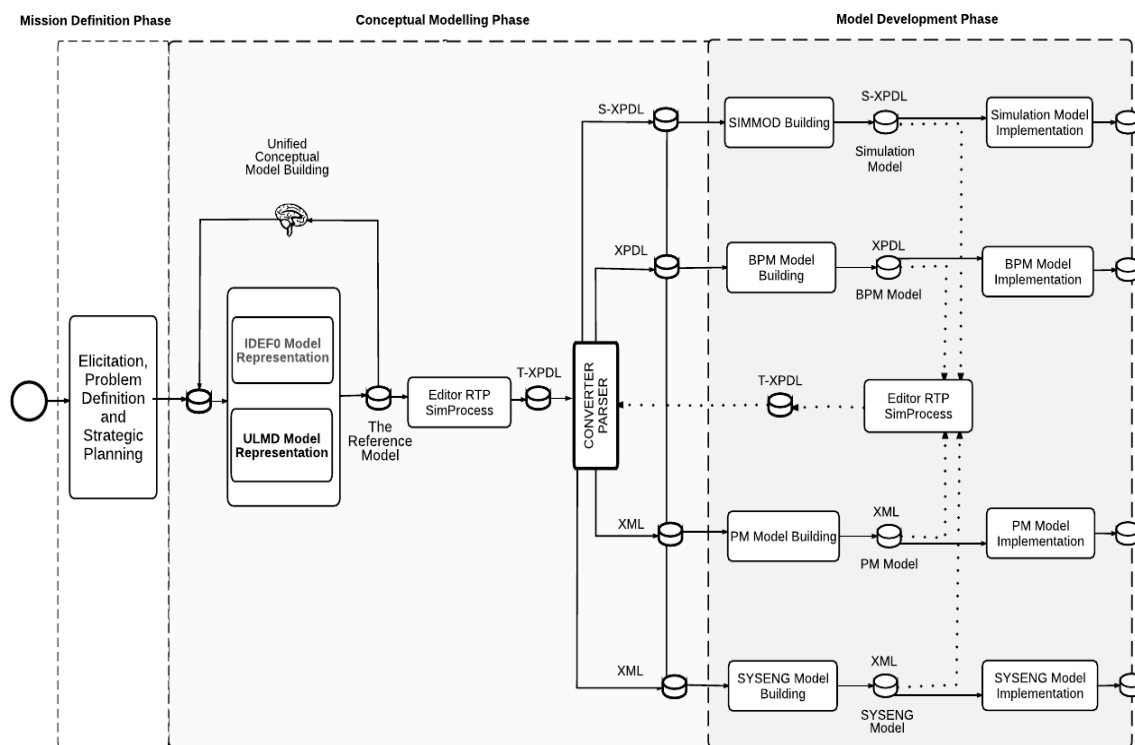 Mission Definition Phase
Conceptual Modelling Phase
Model Development Phase
Unified
Conceptual
Model Building
Elicitation,
Problem
Definition
and
Strategic
Planning
IDEF0 Model
Representation
ULMD Model
Representation
The
Reference
Model
Editor RTP
SimProcess
T-XPDL
CONVERTER
PARSER
S-XPDL
SIMMOD Building
S-XPDL
Simulation
Model
Simulation Model
Implementation
XPDL
BPM Model
Building
XPDL
BPM Model
BPM Model
Implementation
T-XPDL
Editor RTP
SimProcess
XML
PM Model Building
XML
PM Model
PM Model
Implementation
XML
SYSENG Model
Building
XML
SYSENG
Model
SYSENG Model
Implementation